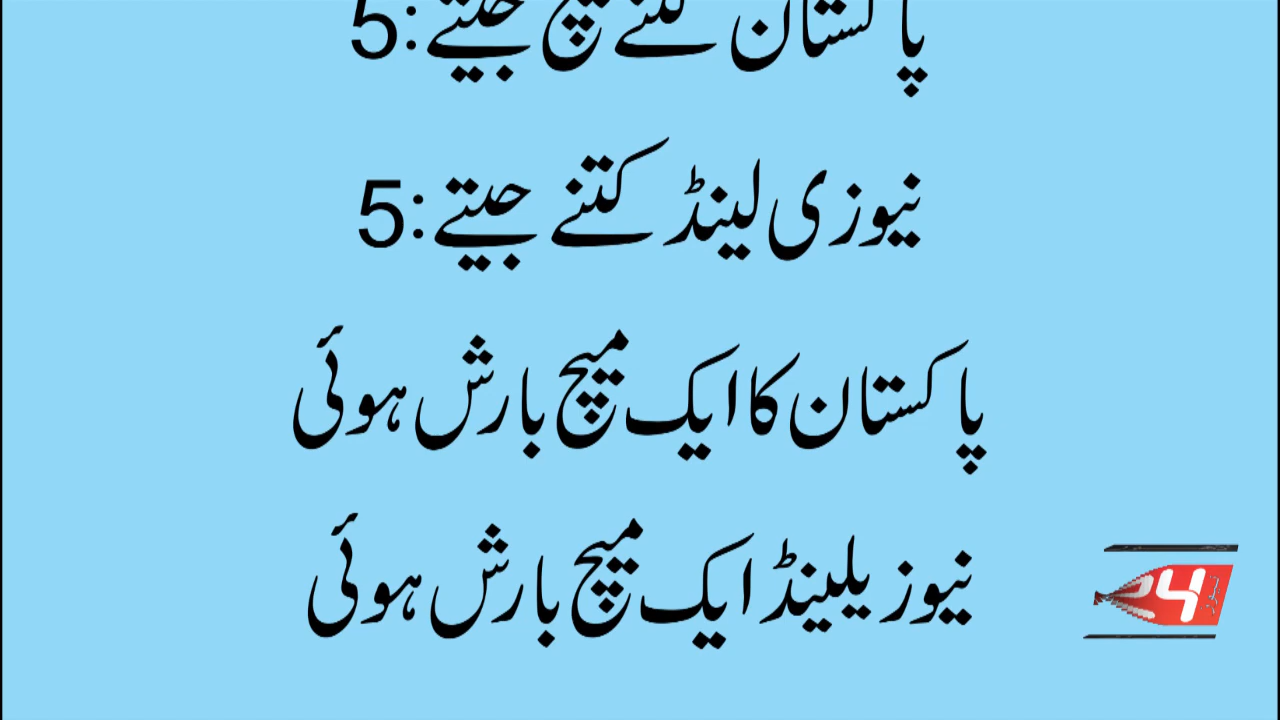 پاکستان کتنے میچ جیتے:5
نیوزی لینڈ کتنے جیتے:5
پاکستان کا ایک میچ بارش ہوئی
نیوزیلینڈ ایک میچ بارش ہوئی
24